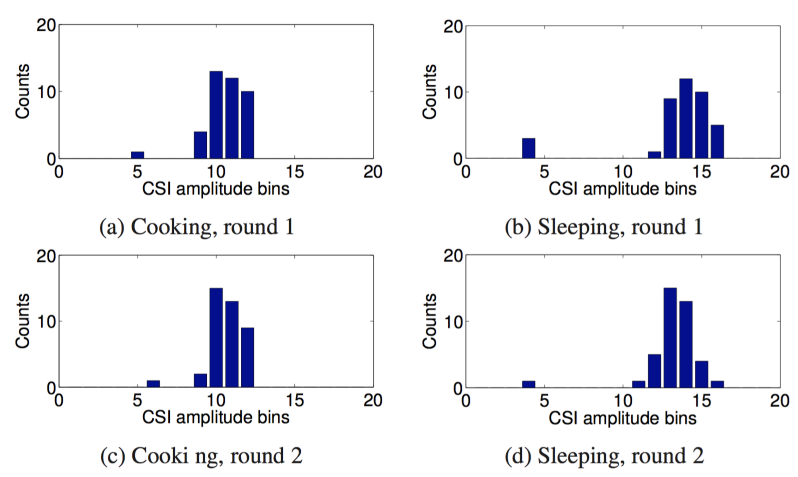 20
10
0
Counts
0 5 10 15 20
CSI amplitude bins
(a) Cooking, round 1
20
10
0
Counts
0 5 10 15 20
CSI amplitude bins
(b) Sleeping, round 1
20
10
0
Counts
0 5 10 15 20
CSI amplitude bins
(c) Cooki ng, round 2
20
10
0
Counts
0 5 10 15 20
CSI amplitude bins
(d) Sleeping, round 2